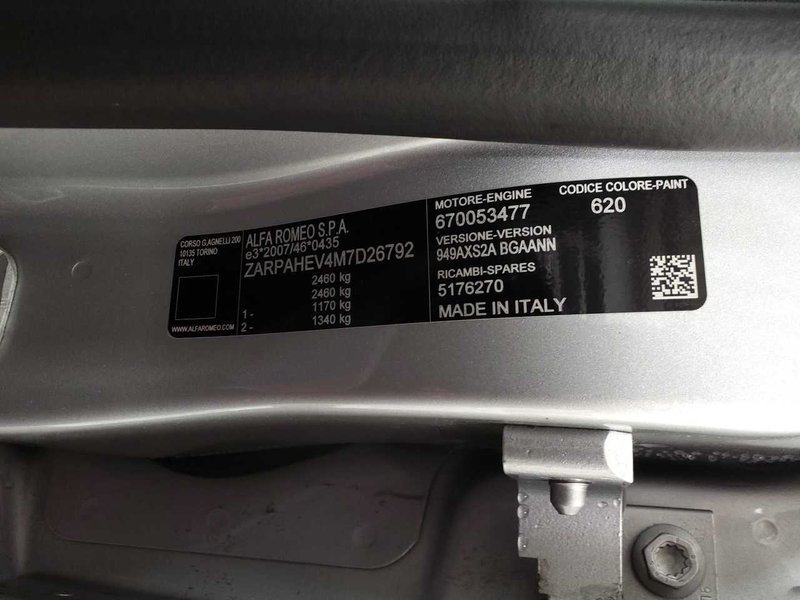 CORSO G.AGNELLI 200
10135 TORINO
ITALY
WWW.ALFAROMEO.COM
ALFA ROMEO S.P.A.
e3*2007/46*0435
ZARPAHEV4M7D26792
2460 kg
2460 kg
1 - 1170 kg
2 - 1340 kg
MOTORE-ENGINE
670053477
VERSIONE-VERSION
949AXS2A BGAANN
RICAMBI-SPARES
5176270
MADE IN ITALY
CODICE COLORE-PAINT
620